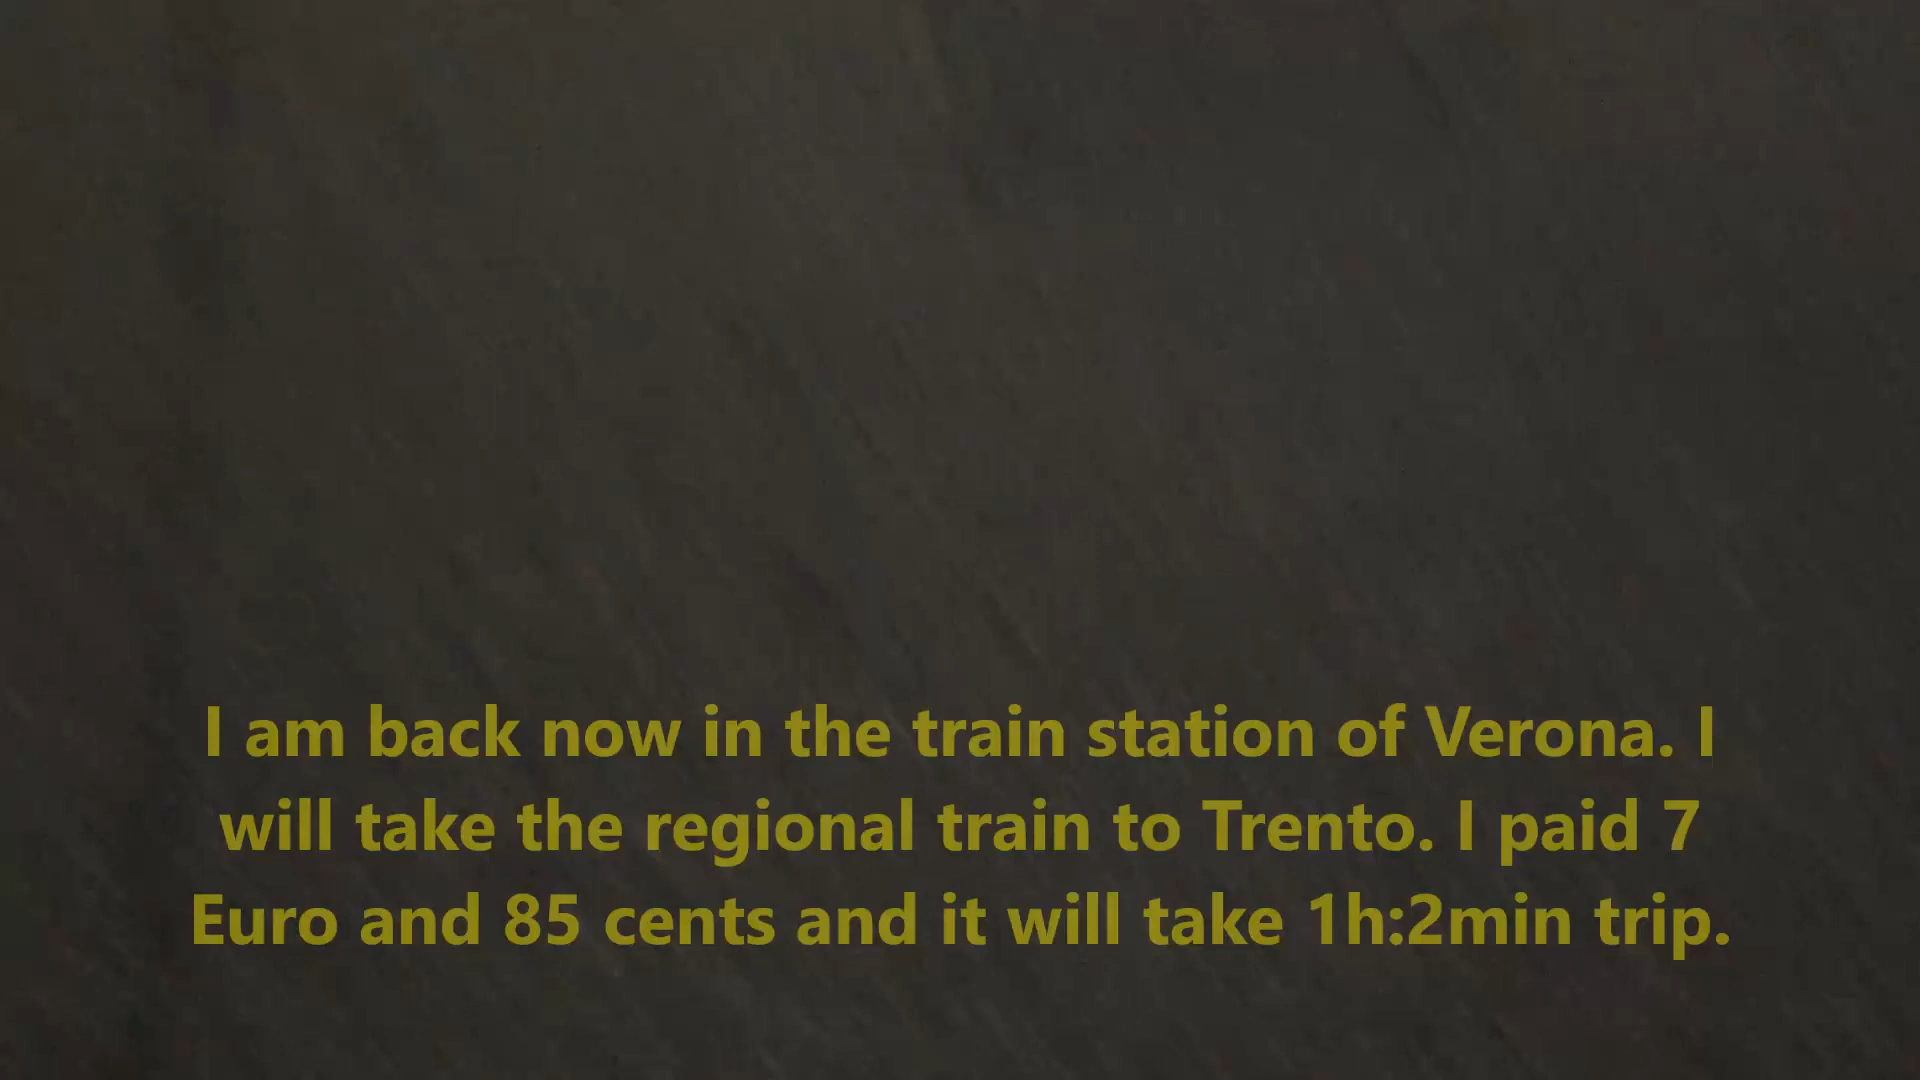 I am back now in the train station of Verona. I
will take the regional train to Trento. I paid 7
Euro and 85 cents and it will take 1h:2min trip.